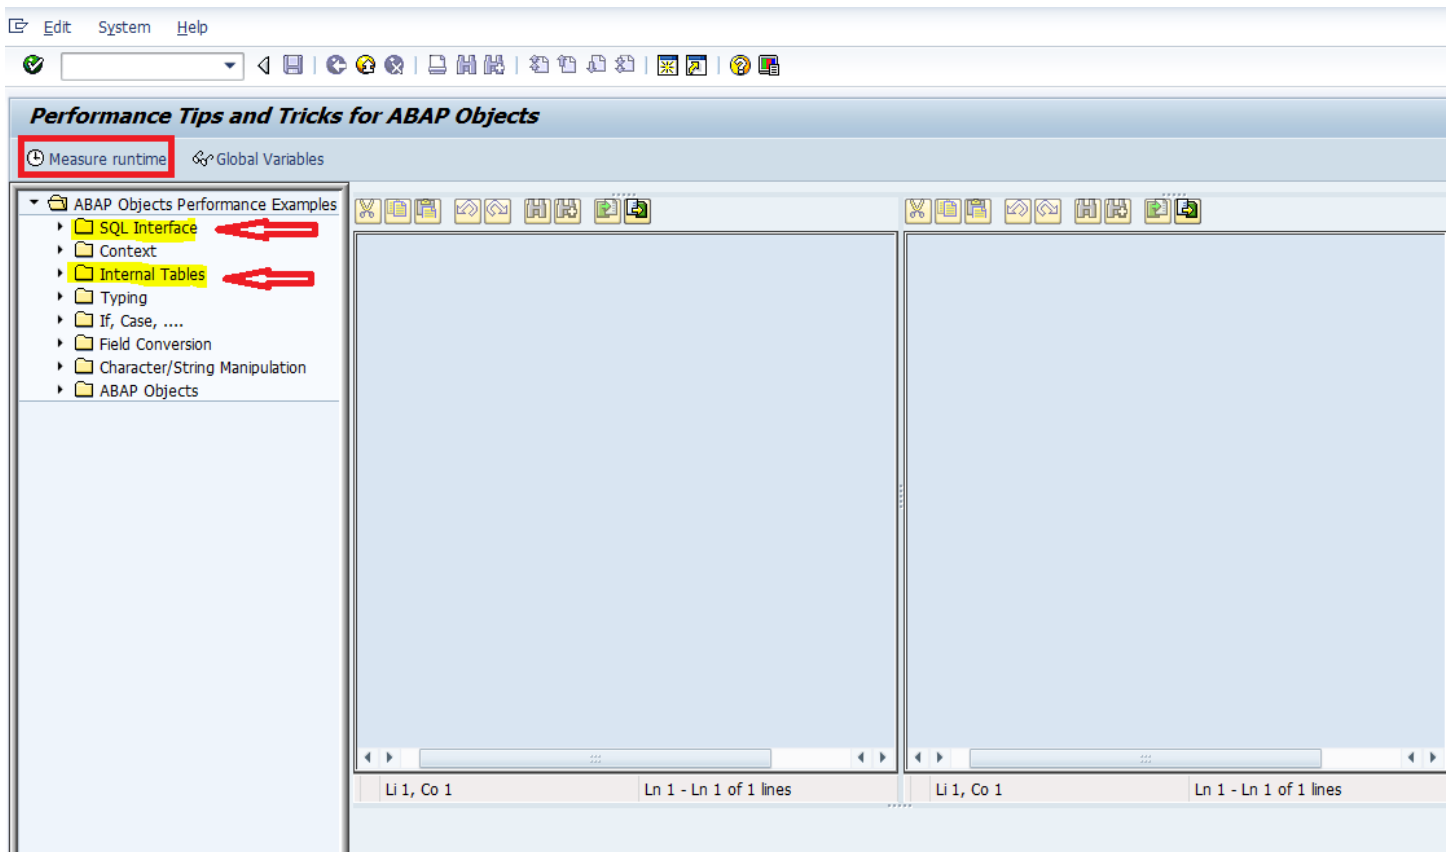 Edit System Help
Performance Tips and Tricks for ABAP Objects
Measure runtime Global Variables
ABAP Objects Performance Examples
SQL Interface
Context
Internal Tables
Typing
If, Case, ....
Field Conversion
Character/String Manipulation
ABAP Objects
Li 1, Co 1 Ln 1 - Ln 1 of 1 lines Li 1, Co 1 Ln 1 - Ln 1 of 1 lines